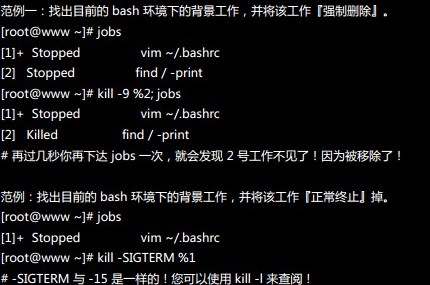 范例一：找出目前的 bash 环境下的背景工作，并将该工作『强制删除』。
[root@www ~]# jobs
[1]+  Stopped                 vim ~/.bashrc
[2]   Stopped                 find / -print
[root@www ~]# kill -9 %2; jobs
[1]+  Stopped                 vim ~/.bashrc
[2]   Killed                  find / -print
# 再过几秒你再下达 jobs 一次，就会发现 2 号工作不见了！因为被移除了！
范例：找出目前的 bash 环境下的背景工作，并将该工作『正常终止』掉。
[root@www ~]# jobs
[1]+  Stopped                 vim ~/.bashrc
[root@www ~]# kill -SIGTERM %1
# -SIGTERM 与 -15 是一样的！您可以使用 kill -l 来查阅！